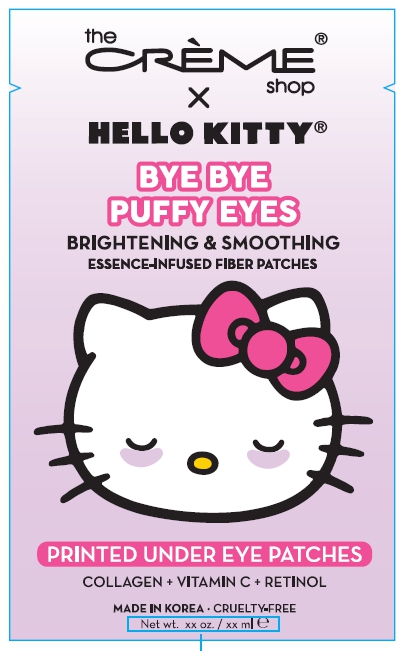 the
CRÈME®
shop
X
HELLO KITTY®
BYE BYE
PUFFY EYES
BRIGHTENING & SMOOTHING
ESSENCE-INFUSED FIBER PATCHES
PRINTED UNDER EYE PATCHES
COLLAGEN + VITAMIN C + RETINOL
MADE IN KOREA · CRUELTY-FREE
Net wt. xx oz. / xx ml ℮